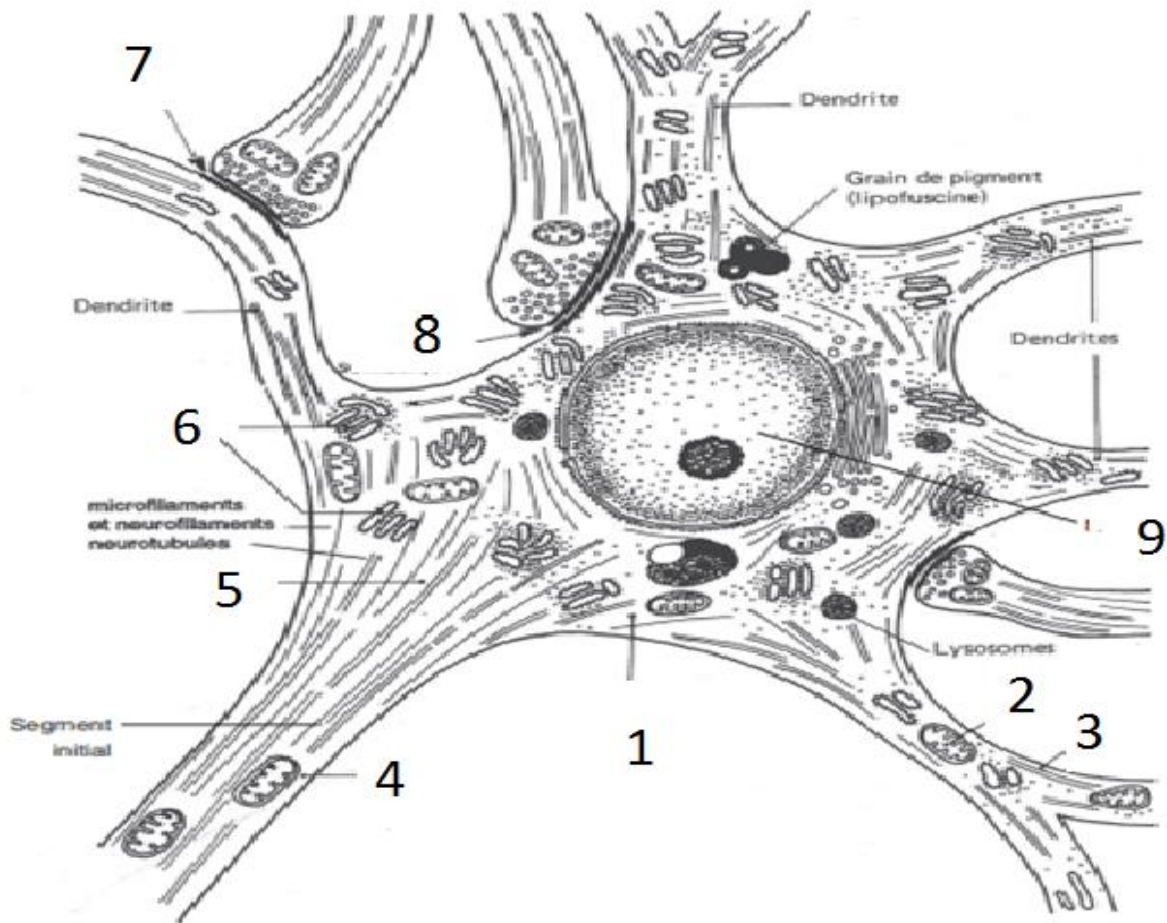 7
Dendrite
Grain de pigment
(lipofuscine)
Dendrite
8
Dendrites
6
microfilaments
et neurofilaments
neurotubules
9
5
Lysosomes
2
Segment
initial
1
3
4